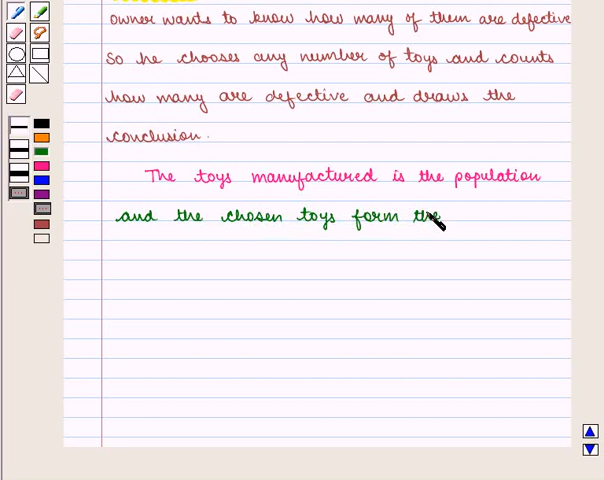 owner wants to know how many of them are defective
So he chooses any number of toys and counts
how many are defective and draws the
conclusion.
The toys manufactured is the population
and the chosen toys form the